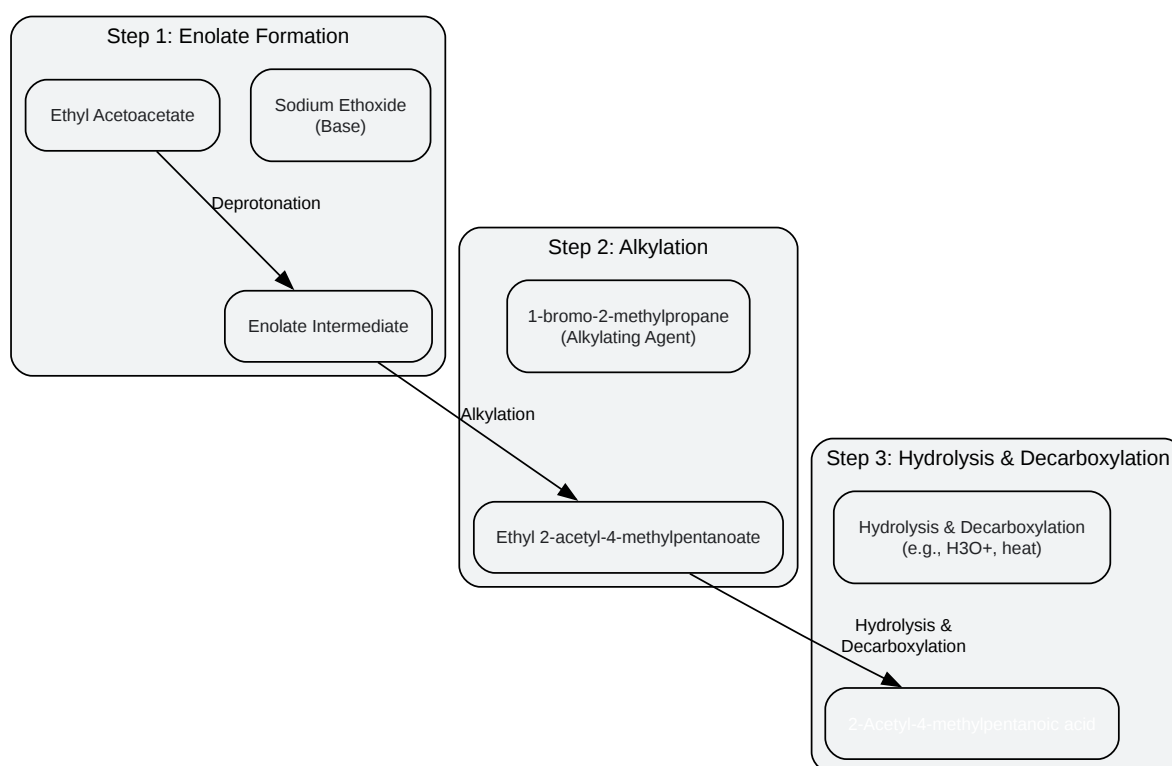 Step 1: Enolate Formation
Ethyl Acetoacetate
Sodium Ethoxide
(Base)
Deprotonation
Enolate Intermediate
Step 2: Alkylation
1-bromo-2-methylpropane
(Alkylating Agent)
Alkylation
Ethyl 2-acetyl-4-methylpentanoate
Step 3: Hydrolysis & Decarboxylation
Hydrolysis & Decarboxylation
(e.g., H3O+, heat)
Hydrolysis &
Decarboxylation
2-Acetyl-4-methylpentanoic acid